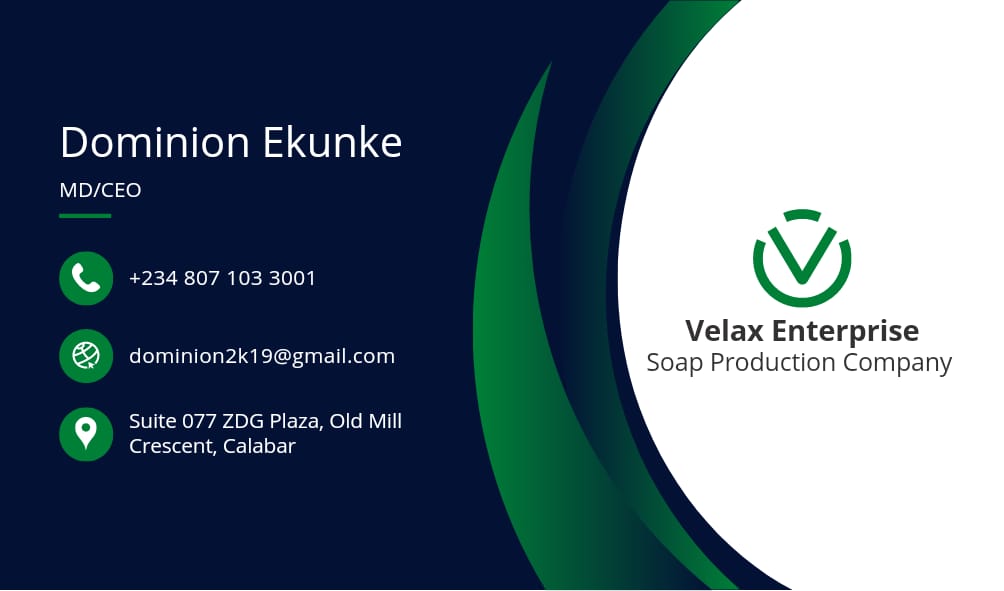 Dominion Ekunke
MD/CEO
+234 807 103 3001
dominion2k19@gmail.com
Suite 077 ZDG Plaza, Old Mill
Crescent, Calabar
Velax Enterprise
Soap Production Company